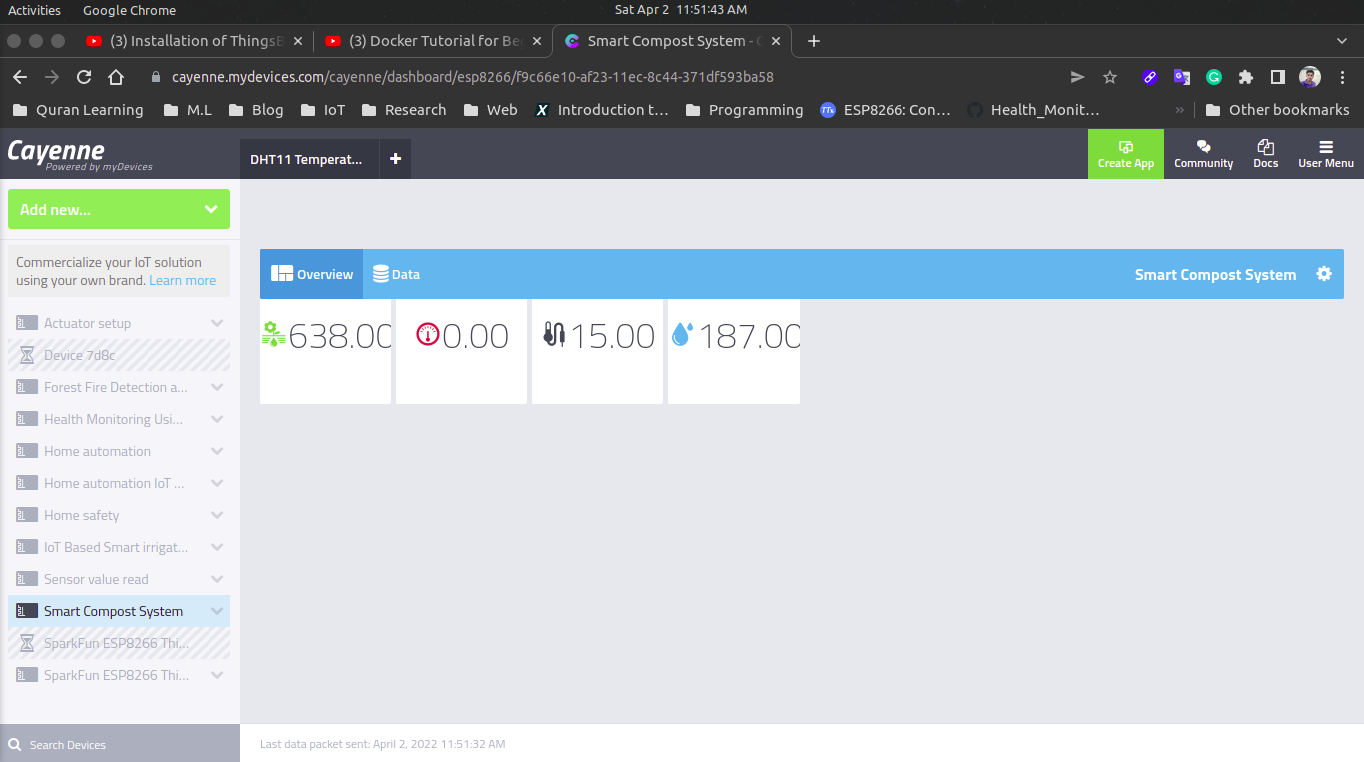 Activities Google Chrome Sat Apr 2 11:51:43 AM
(3) Installation of ThingsB (3) Docker Tutorial for Be Smart Compost System - C
cayenne.mydevices.com/cayenne/dashboard/esp8266/f9c66e10-af23-11ec-8c44-371df593ba58
Quran Learning M.L Blog IoT Research Web X Introduction t... Programming TTs ESP8266: Con... Health_Monit... » Other bookmarks
Cayenne
Powered by myDevices
DHT11 Temperat... +
Create App Community Docs User Menu
Add new...
Commercialize your IoT solution
using your own brand. Learn more
Actuator setup
Device 7d8c
Forest Fire Detection a...
Health Monitoring Usi...
Home automation
Home automation IoT ...
Home safety
IoT Based Smart irrigat...
Sensor value read
Smart Compost System
SparkFun ESP8266 Thi...
SparkFun ESP8266 Thi...
Search Devices
Overview Data Smart Compost System
638.00 0.00 15.00 187.00
Last data packet sent: April 2, 2022 11:51:32 AM